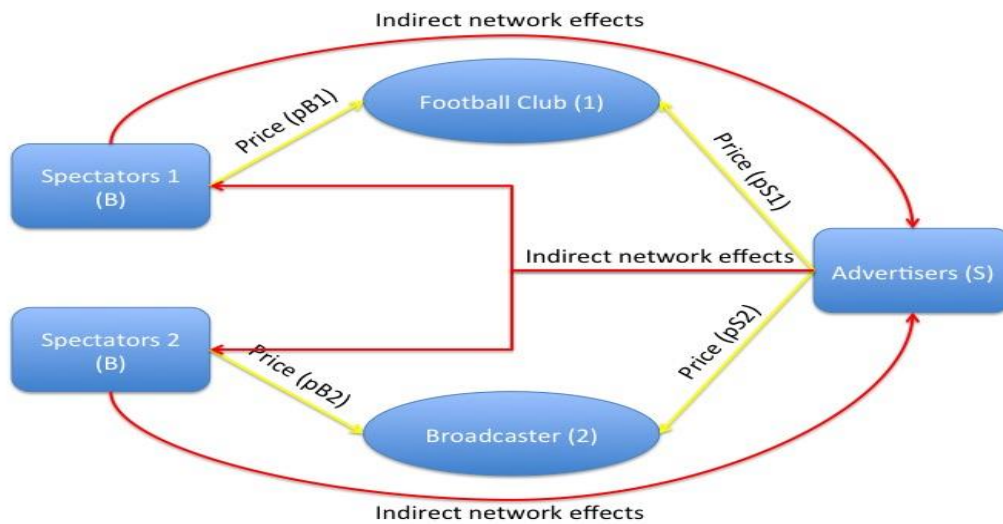 Indirect network effects
Football Club (1)
Price (pB1)
Price (pS1)
Spectators 1
(B)
Indirect network effects
Advertisers (S)
Spectators 2
(B)
Price (pB2)
Price (pS2)
Broadcaster (2)
Indirect network effects